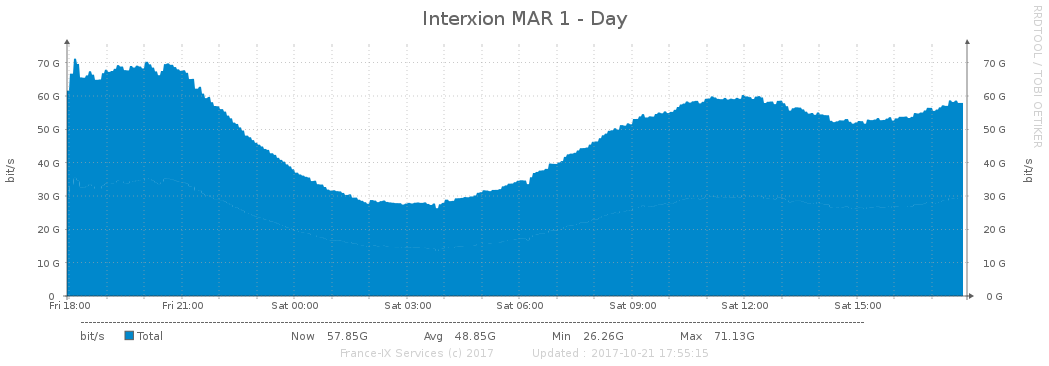 Interxion MAR 1 - Day
RRDTOOL / TOBI OETIKER
bit/s
70 G 70 G
60 G 60 G
50 G 50 G
40 G 40 G
30 G 30 G
20 G 20 G
10 G 10 G
0 0 G
bit/s
Fri 18:00 Fri 21:00 Sat 00:00 Sat 03:00 Sat 06:00 Sat 09:00 Sat 12:00 Sat 15:00
bit/s Total Now 57.85G Avg 48.85G Min 26.26G Max 71.13G
France-IX Services (c) 2017 Updated : 2017-10-21 17:55:15